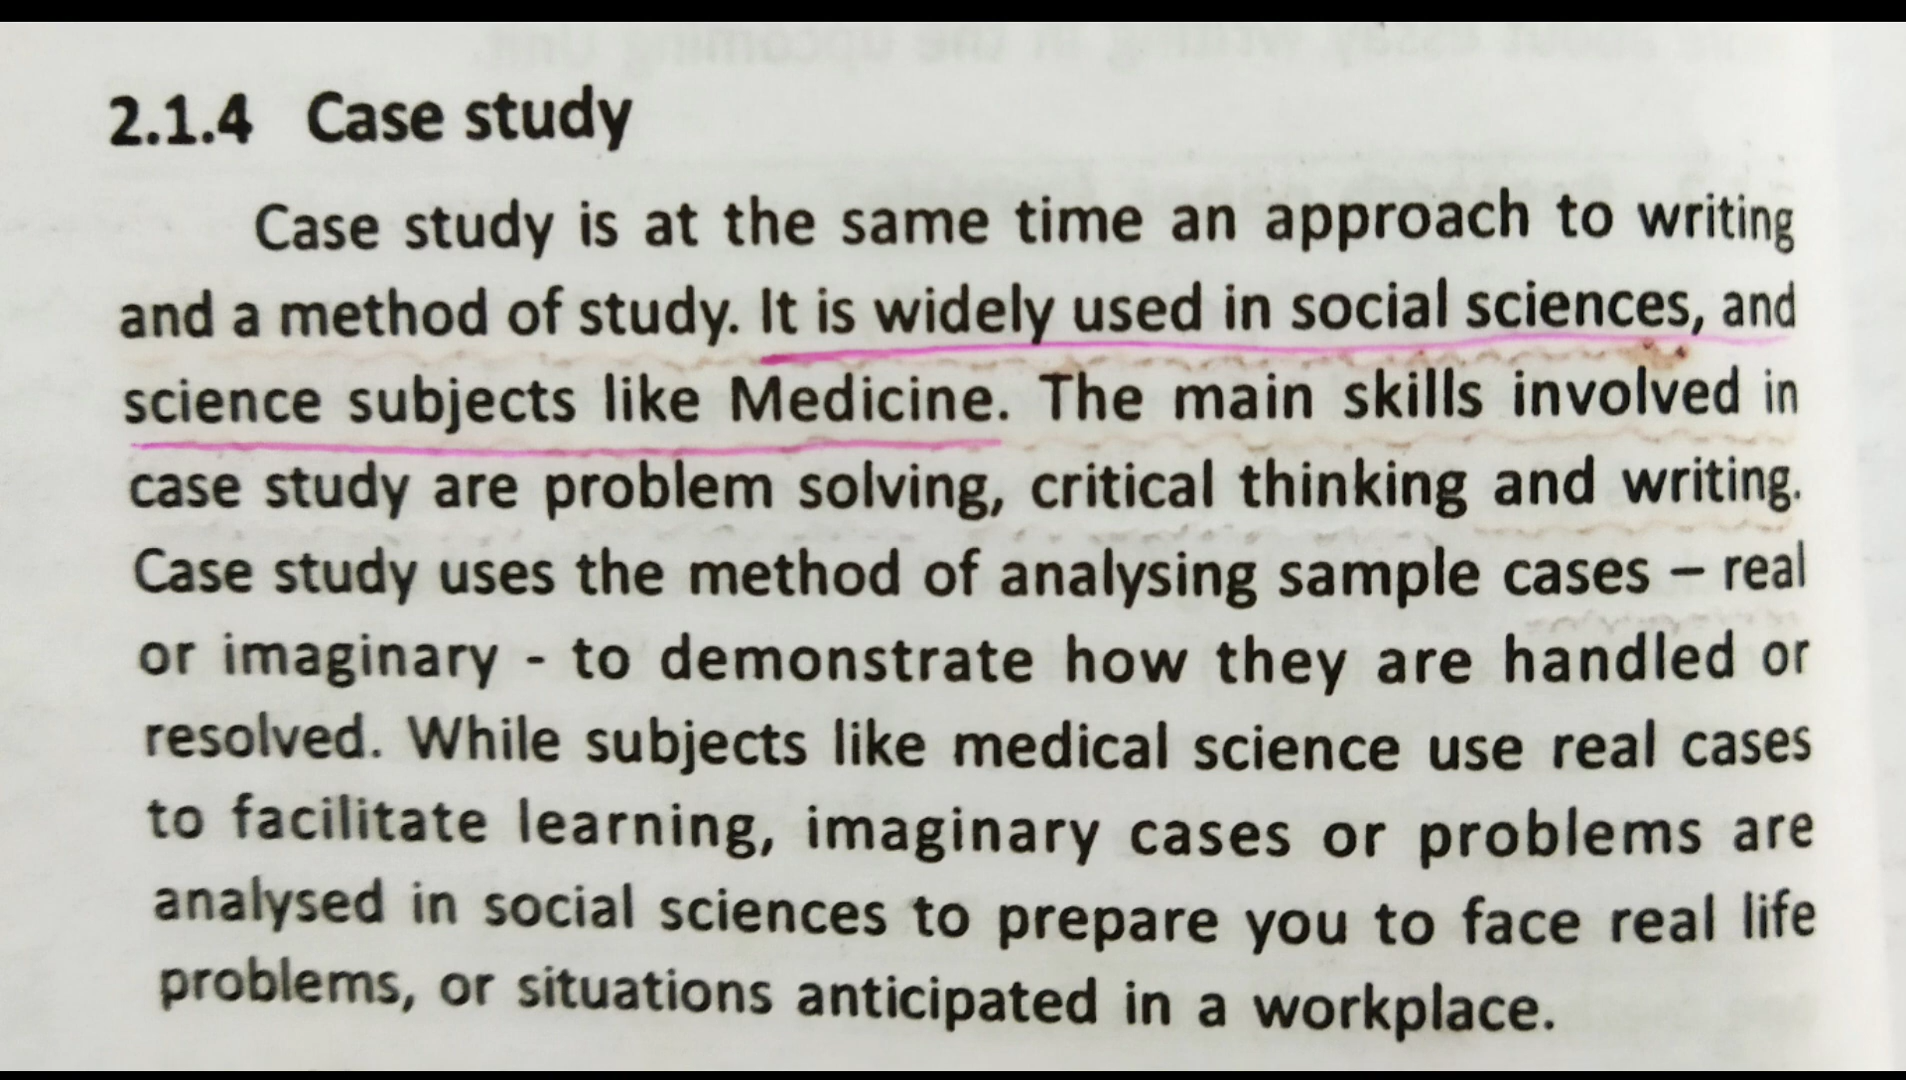 2.1.4 Case study
Case study is at the same time an approach to writing
and a method of study. It is widely used in social sciences, and
science subjects like Medicine. The main skills involved in
case study are problem solving, critical thinking and writing.
Case study uses the method of analysing sample cases – real
or imaginary - to demonstrate how they are handled or
resolved. While subjects like medical science use real cases
to facilitate learning, imaginary cases or problems are
analysed in social sciences to prepare you to face real life
problems, or situations anticipated in a workplace.